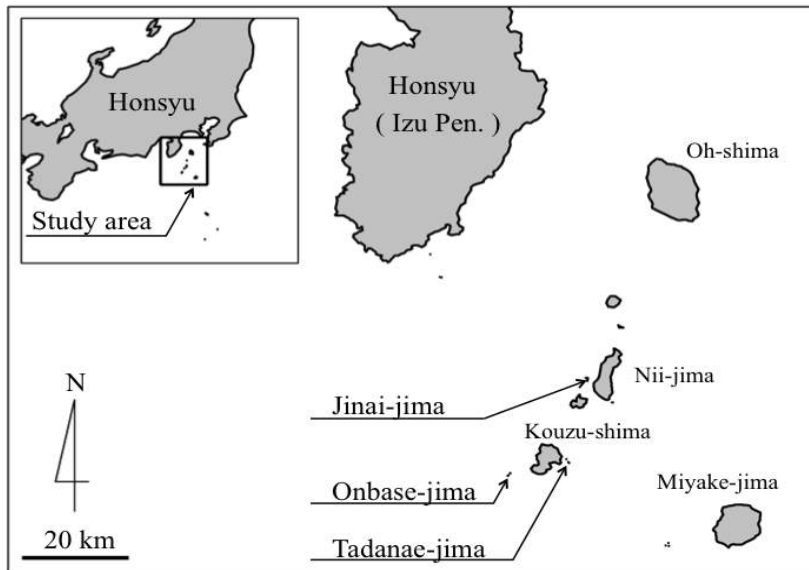 Honsyu
Study area
Honsyu
( Izu Pen. )
Oh-shima
Nii-jima
Jinai-jima
Kouzu-shima
Onbase-jima
Miyake-jima
Tadanae-jima
N
20 km